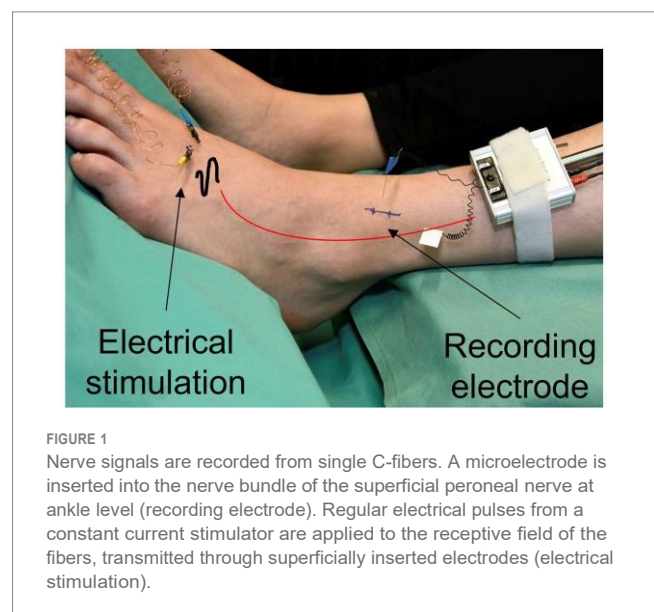 Electrical
stimulation
Recording
electrode
FIGURE 1
Nerve signals are recorded from single C-fibers. A microelectrode is
inserted into the nerve bundle of the superficial peroneal nerve at
ankle level (recording electrode). Regular electrical pulses from a
constant current stimulator are applied to the receptive field of the
fibers, transmitted through superficially inserted electrodes (electrical
stimulation).